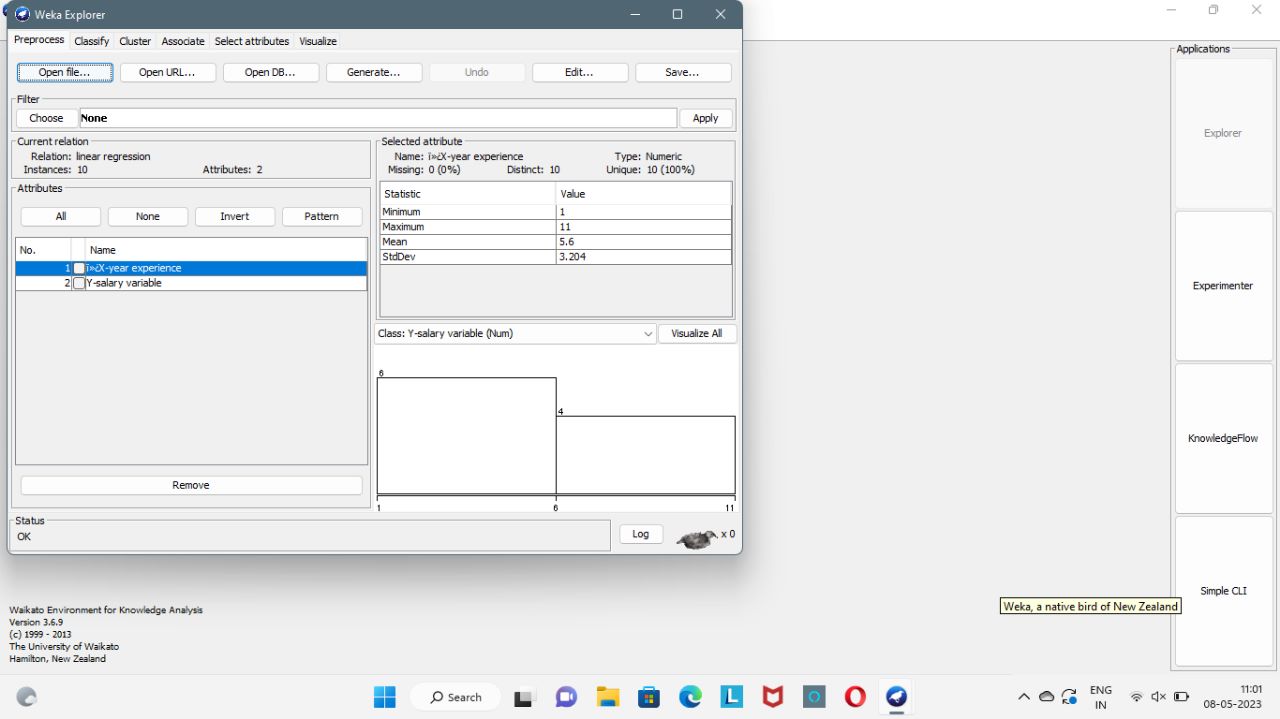 Weka Explorer
Preprocess Classify Cluster Associate Select attributes Visualize
Open file... Open URL... Open DB... Generate... Undo Edit... Save...
Filter
Choose None Apply
Current relation
Relation: linear regression
Instances: 10 Attributes: 2
Attributes
All None Invert Pattern
No. Name
1 ï»¿X-year experience
2 Y-salary variable
Remove
Selected attribute
Name: ï»¿X-year experience Type: Numeric
Missing: 0 (0%) Distinct: 10 Unique: 10 (100%)
Statistic Value
Minimum 1
Maximum 11
Mean 5.6
StdDev 3.204
Class: Y-salary variable (Num) Visualize All
6
4
1 6 11
Status
OK
Log x 0
Applications
Explorer
Experimenter
KnowledgeFlow
Simple CLI
Weka, a native bird of New Zealand
Waikato Environment for Knowledge Analysis
Version 3.6.9
(c) 1999 - 2013
The University of Waikato
Hamilton, New Zealand
Search
L
ENG
IN
11:01
08-05-2023